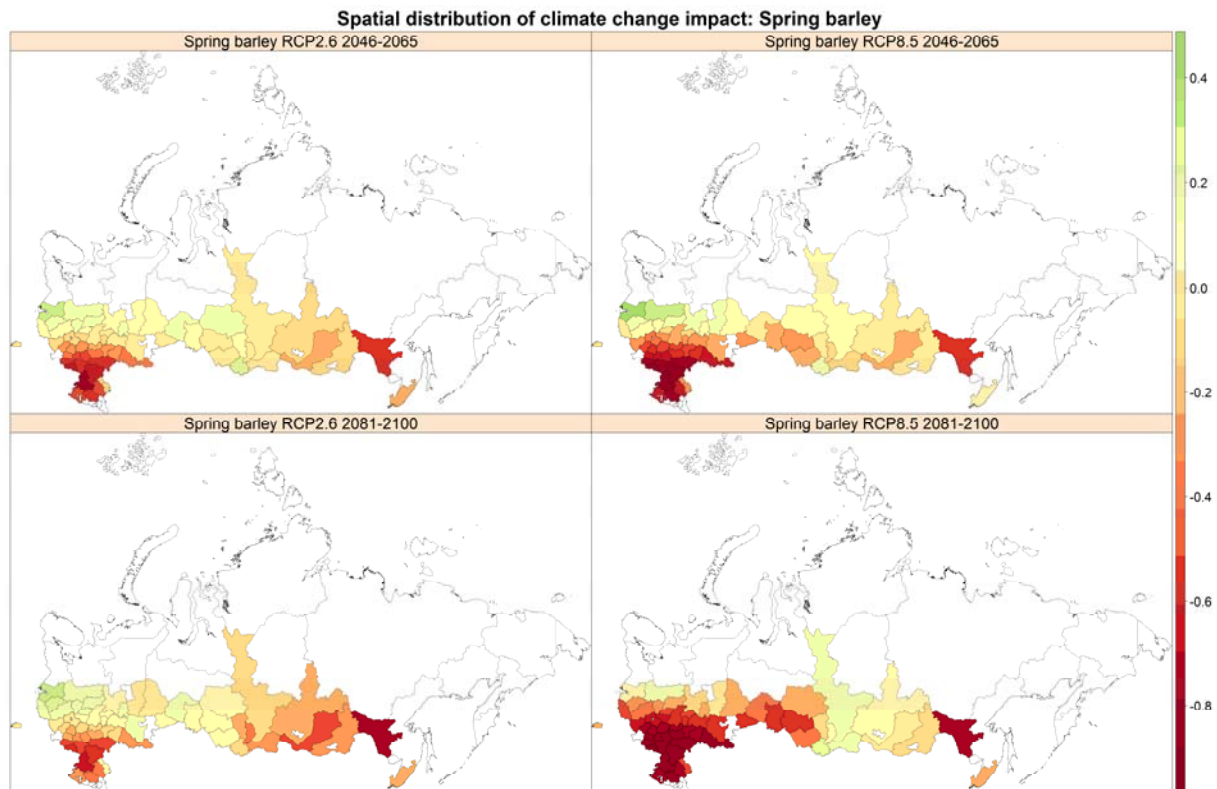 Spatial distribution of climate change impact: Spring barley
Spring barley RCP2.6 2046-2065
Spring barley RCP8.5 2046-2065
0.4
0.2
0.0
-0.2
-0.4
-0.6
-0.8
Spring barley RCP2.6 2081-2100
Spring barley RCP8.5 2081-2100